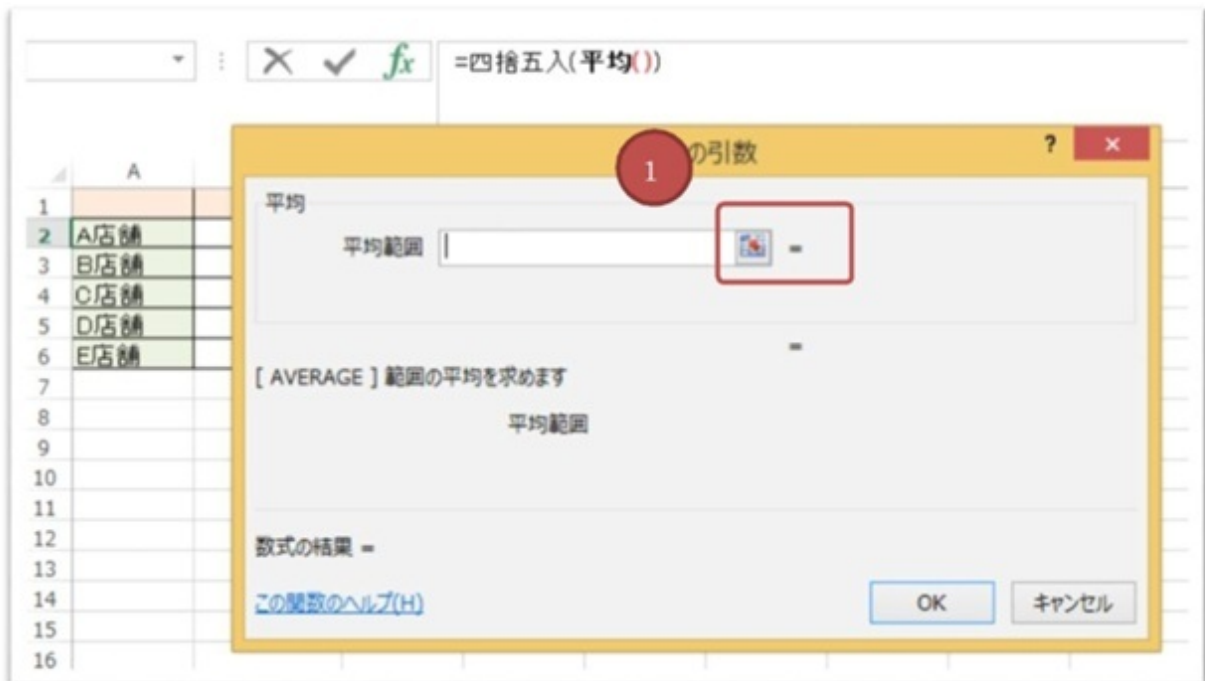 fx =四捨五入(平均())
1 の引数 ? ×
A
1 平均
2 A店舗 平均範囲 =
3 B店舗
4 C店舗
5 D店舗
6 E店舗 =
7 [ AVERAGE ] 範囲の平均を求めます
8 平均範囲
9
10
11
12 数式の結果 =
13
14 この関数のヘルプ(H) OK キャンセル
15
16